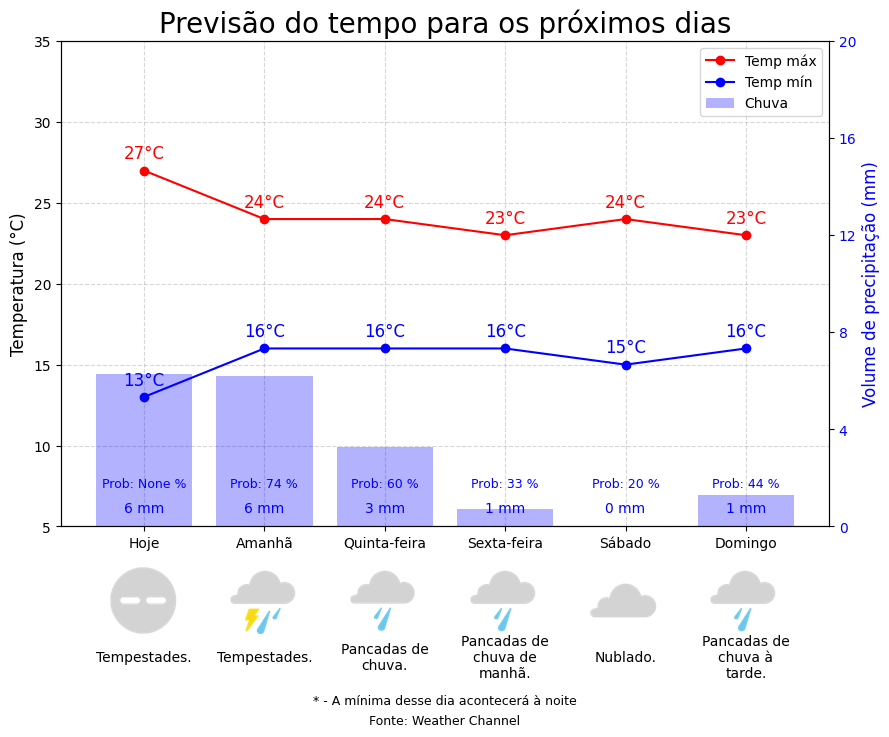 Previsão do tempo para os próximos dias
35
30
25
20
15
10
5
Temperatura (°C)
20
16
12
8
4
0
Volume de precipitação (mm)
Temp máx
Temp mín
Chuva
27°C
24°C
24°C
23°C
24°C
23°C
13°C
16°C
16°C
16°C
15°C
16°C
Prob: None %
Prob: 74 %
Prob: 60 %
Prob: 33 %
Prob: 20 %
Prob: 44 %
6 mm
6 mm
3 mm
1 mm
0 mm
1 mm
Hoje
Amanhã
Quinta-feira
Sexta-feira
Sábado
Domingo
Tempestades.
Tempestades.
Pancadas de
chuva.
Pancadas de
chuva de
manhã.
Nublado.
Pancadas de
chuva à
tarde.
* - A mínima desse dia acontecerá à noite
Fonte: Weather Channel